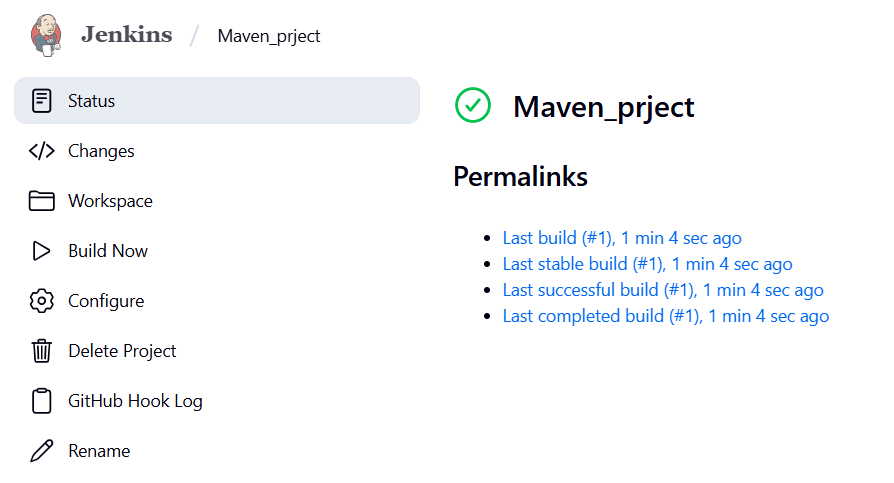 Jenkins / Maven_prject
Status
Changes
Workspace
Build Now
Configure
Delete Project
GitHub Hook Log
Rename
Maven_prject
Permalinks
Last build (#1), 1 min 4 sec ago
Last stable build (#1), 1 min 4 sec ago
Last successful build (#1), 1 min 4 sec ago
Last completed build (#1), 1 min 4 sec ago